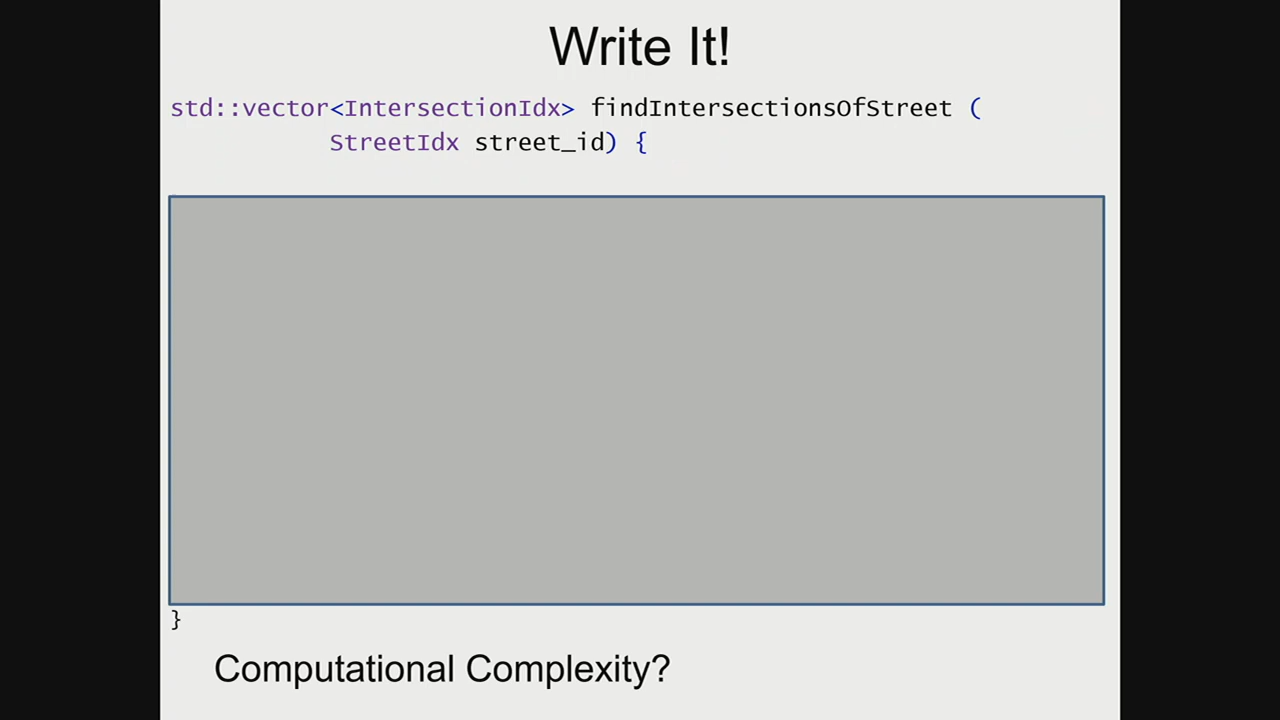 Write It!
std::vector<IntersectionIdx> findIntersectionsOfStreet (
StreetIdx street_id) {
}
Computational Complexity?